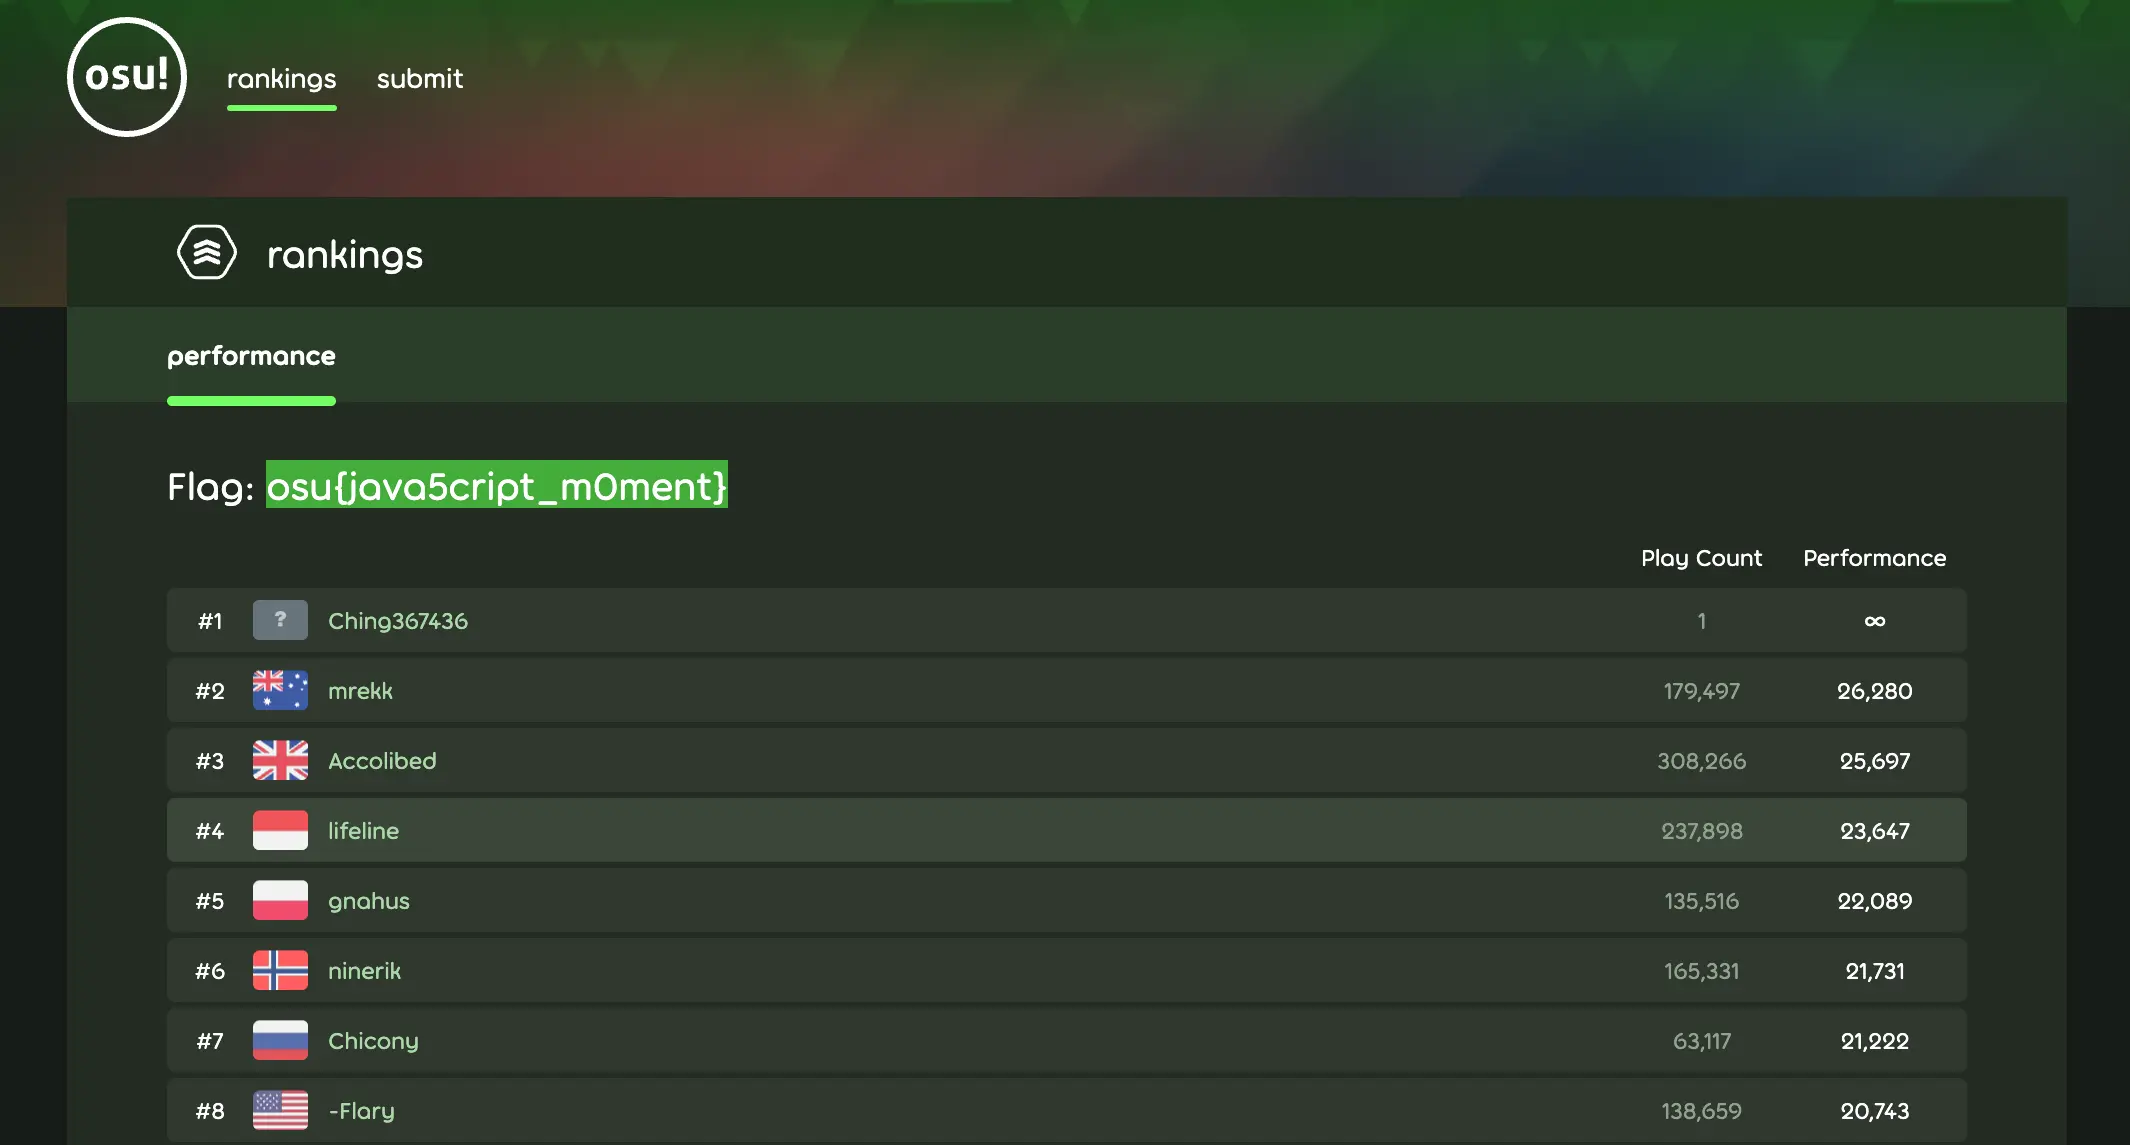 osu! rankings submit
rankings
performance
Flag: osu{java5cript_m0ment}
Play Count Performance
#1 ? Ching367436 1 ∞
#2 mrekk 179,497 26,280
#3 Accolibed 308,266 25,697
#4 lifeline 237,898 23,647
#5 gnahus 135,516 22,089
#6 ninerik 165,331 21,731
#7 Chicony 63,117 21,222
#8 -Flary 138,659 20,743